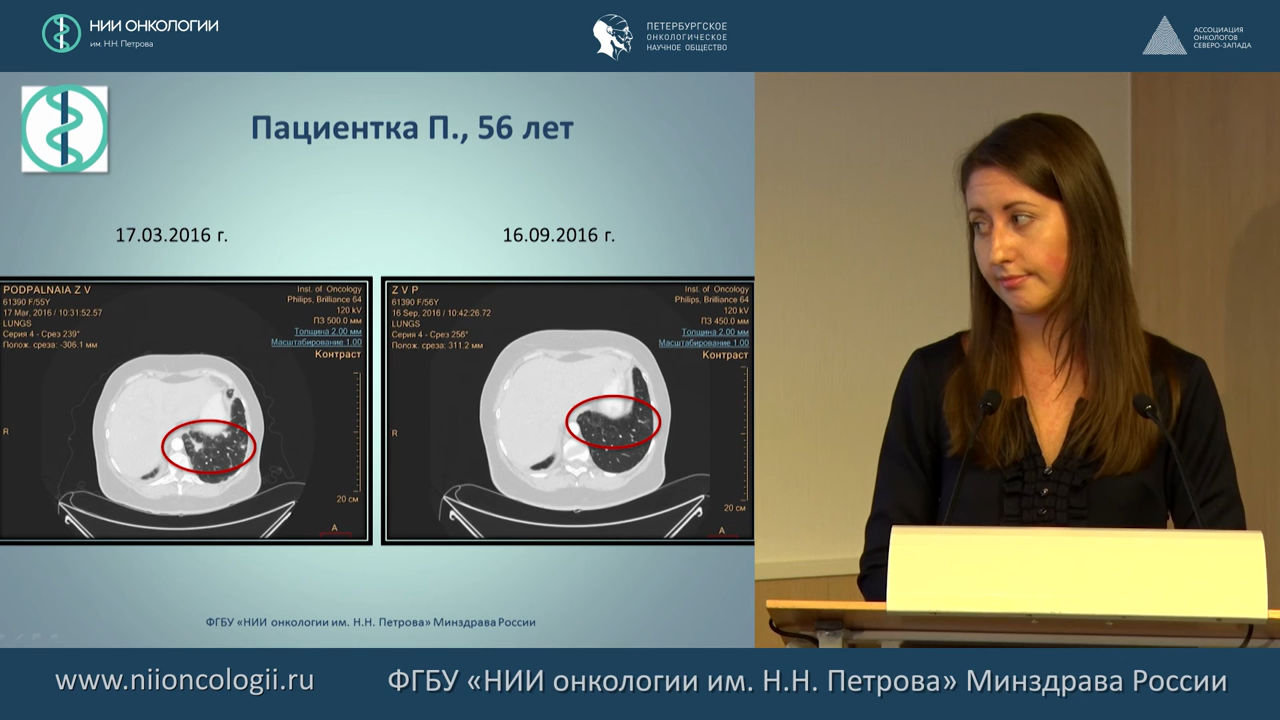 НИИ ОНКОЛОГИИ
им. Н.Н. Петрова
ПЕТЕРБУРГСКОЕ
ОНКОЛОГИЧЕСКОЕ
НАУЧНОЕ ОБЩЕСТВО
АССОЦИАЦИЯ
ОНКОЛОГОВ
СЕВЕРО-ЗАПАДА
Пациентка П., 56 лет
17.03.2016 г.
16.09.2016 г.
PODPALNAIA Z V
61390 F/55Y
17 Mar, 2016 / 10:31:52.57
LUNGS
Серия 4 - Срез 239°
Полож. среза: -306.1 мм
Inst. of Oncology
Philips, Brilliance 64
120 kV
ПЗ 500.0 мм
Толщина 2.00 мм
Масштабирование 1.00
Контраст
R
20 см
A
Z V P
61390 F/56Y
16 Sep, 2016 / 10:42:26.72
LUNGS
Серия 4 - Срез 256°
Полож. среза: 311.2 мм
Inst. of Oncology
Philips, Brilliance 64
120 kV
ПЗ 450.0 мм
Толщина 2.00 мм
Масштабирование 1.00
Контраст
R
20 см
A
ФГБУ «НИИ онкологии им. Н.Н. Петрова» Минздрава России
www.niioncologii.ru
ФГБУ «НИИ онкологии им. Н.Н. Петрова» Минздрава России